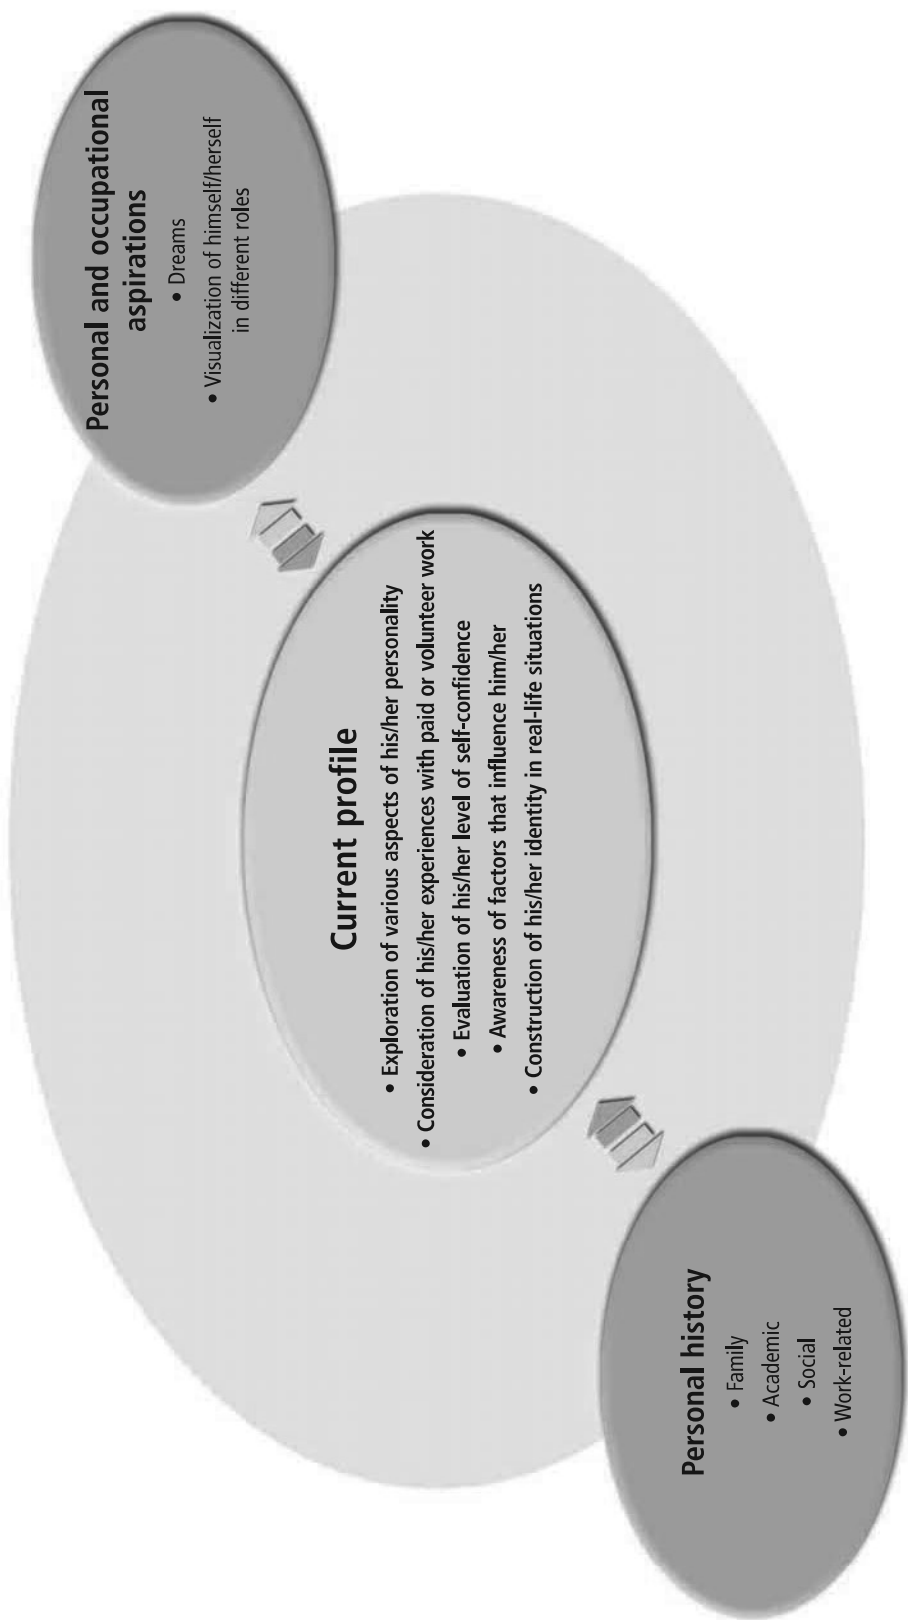 Personal and occupational
aspirations
• Dreams
• Visualization of himself/herself
in different roles
Current profile
• Exploration of various aspects of his/her personality
• Consideration of his/her experiences with paid or volunteer work
• Evaluation of his/her level of self-confidence
• Awareness of factors that influence him/her
• Construction of his/her identity in real-life situations
Personal history
• Family
• Academic
• Social
• Work-related